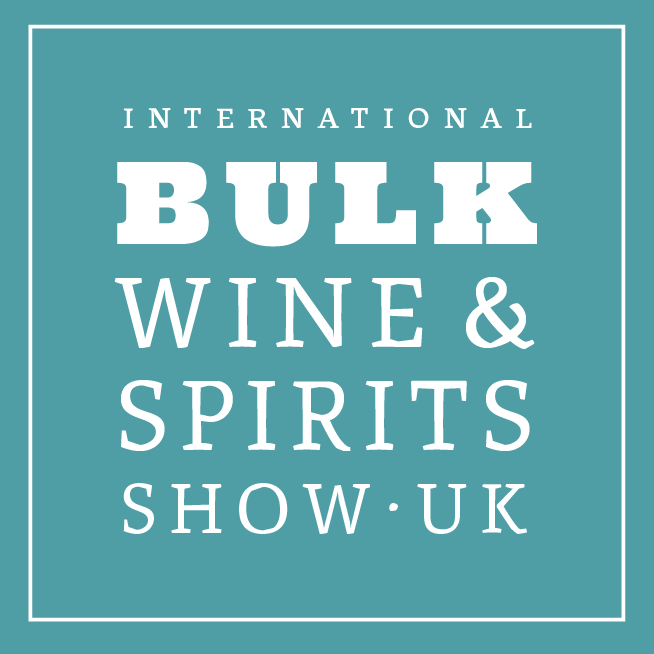 INTERNATIONAL
BULK
WINE &
SPIRITS
SHOW·UK